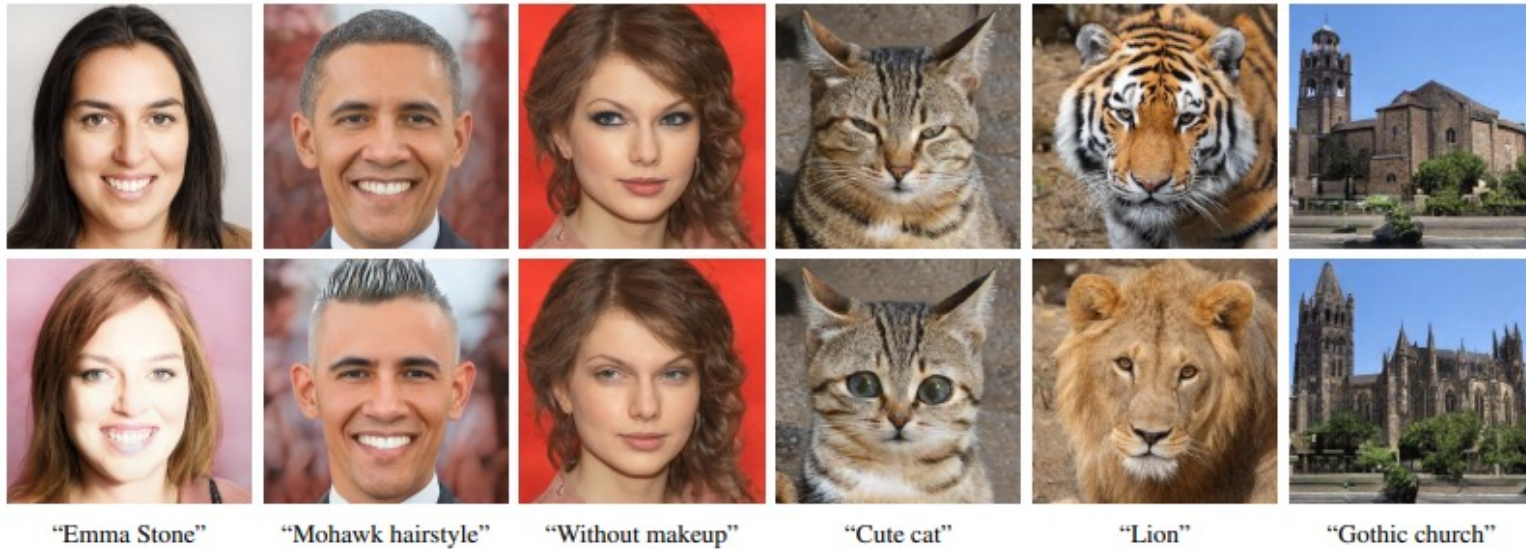 “Emma Stone” “Mohawk hairstyle” “Without makeup” “Cute cat” “Lion” “Gothic church”